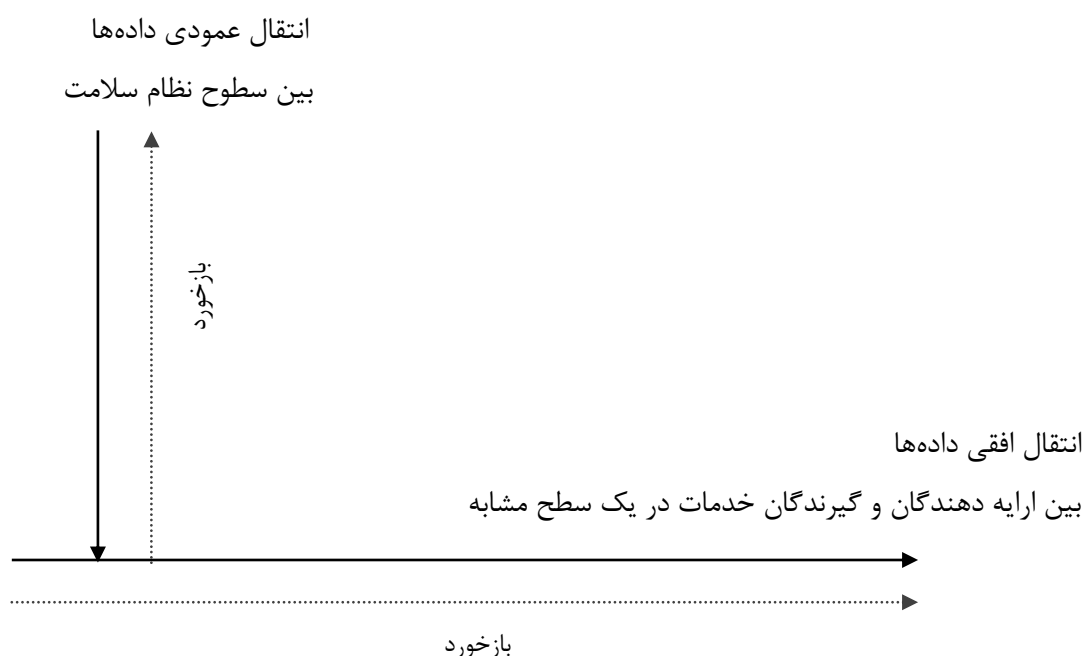 انتقال عمودی داده‌ها
بین سطوح نظام سلامت
بازخورد
انتقال افقی داده‌ها
بین ارایه دهندگان و گیرندگان خدمات در یک سطح مشابه
بازخورد